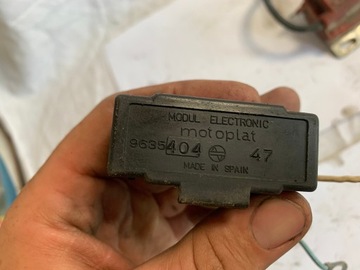 MODUL ELECTRONIC
motoplat
9635404 47
MADE IN SPAIN